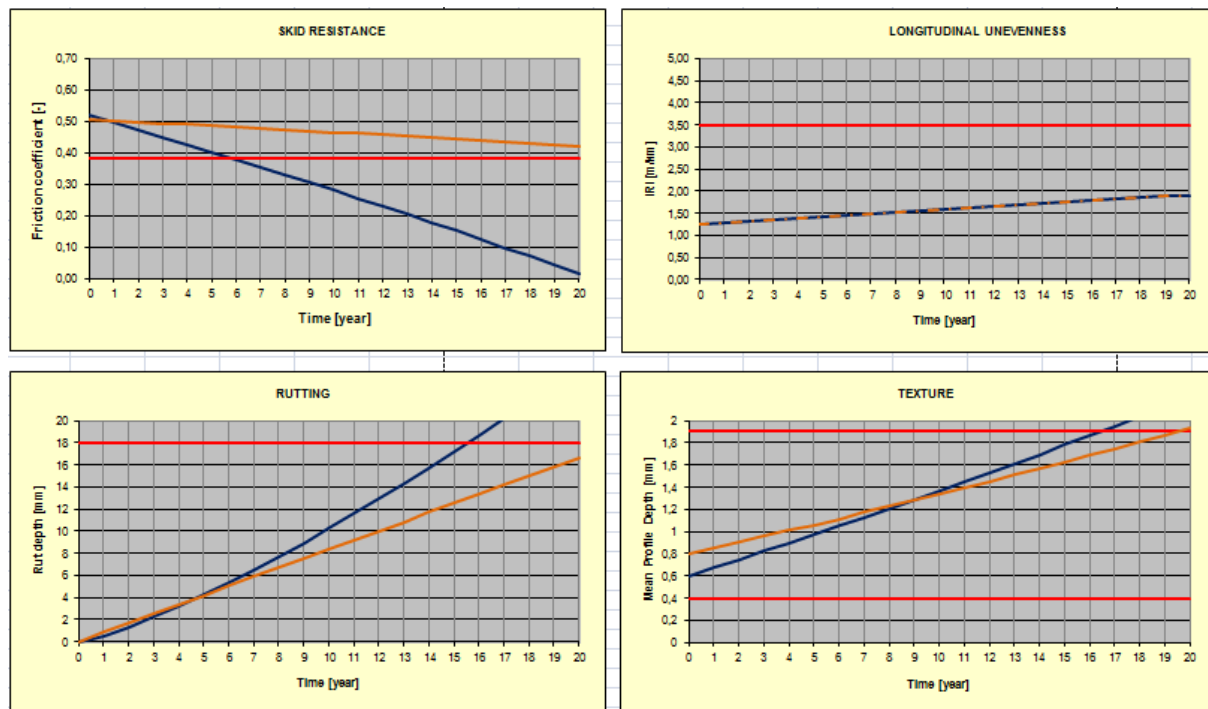 SKID RESISTANCE
Friction coefficient [-]
0,70
0,60
0,50
0,40
0,30
0,20
0,10
0,00
0 1 2 3 4 5 6 7 8 9 10 11 12 13 14 15 16 17 18 19 20
Time [year]
LONGITUDINAL UNEVENNESS
IRI [m/km]
5,00
4,50
4,00
3,50
3,00
2,50
2,00
1,50
1,00
0,50
0,00
0 1 2 3 4 5 6 7 8 9 10 11 12 13 14 15 16 17 18 19 20
Time [year]
RUTTING
Rut depth [mm]
20
18
16
14
12
10
8
6
4
2
0
0 1 2 3 4 5 6 7 8 9 10 11 12 13 14 15 16 17 18 19 20
Time [year]
TEXTURE
Mean Profile Depth [mm]
2
1,8
1,6
1,4
1,2
1
0,8
0,6
0,4
0,2
0
0 1 2 3 4 5 6 7 8 9 10 11 12 13 14 15 16 17 18 19 20
Time [year]